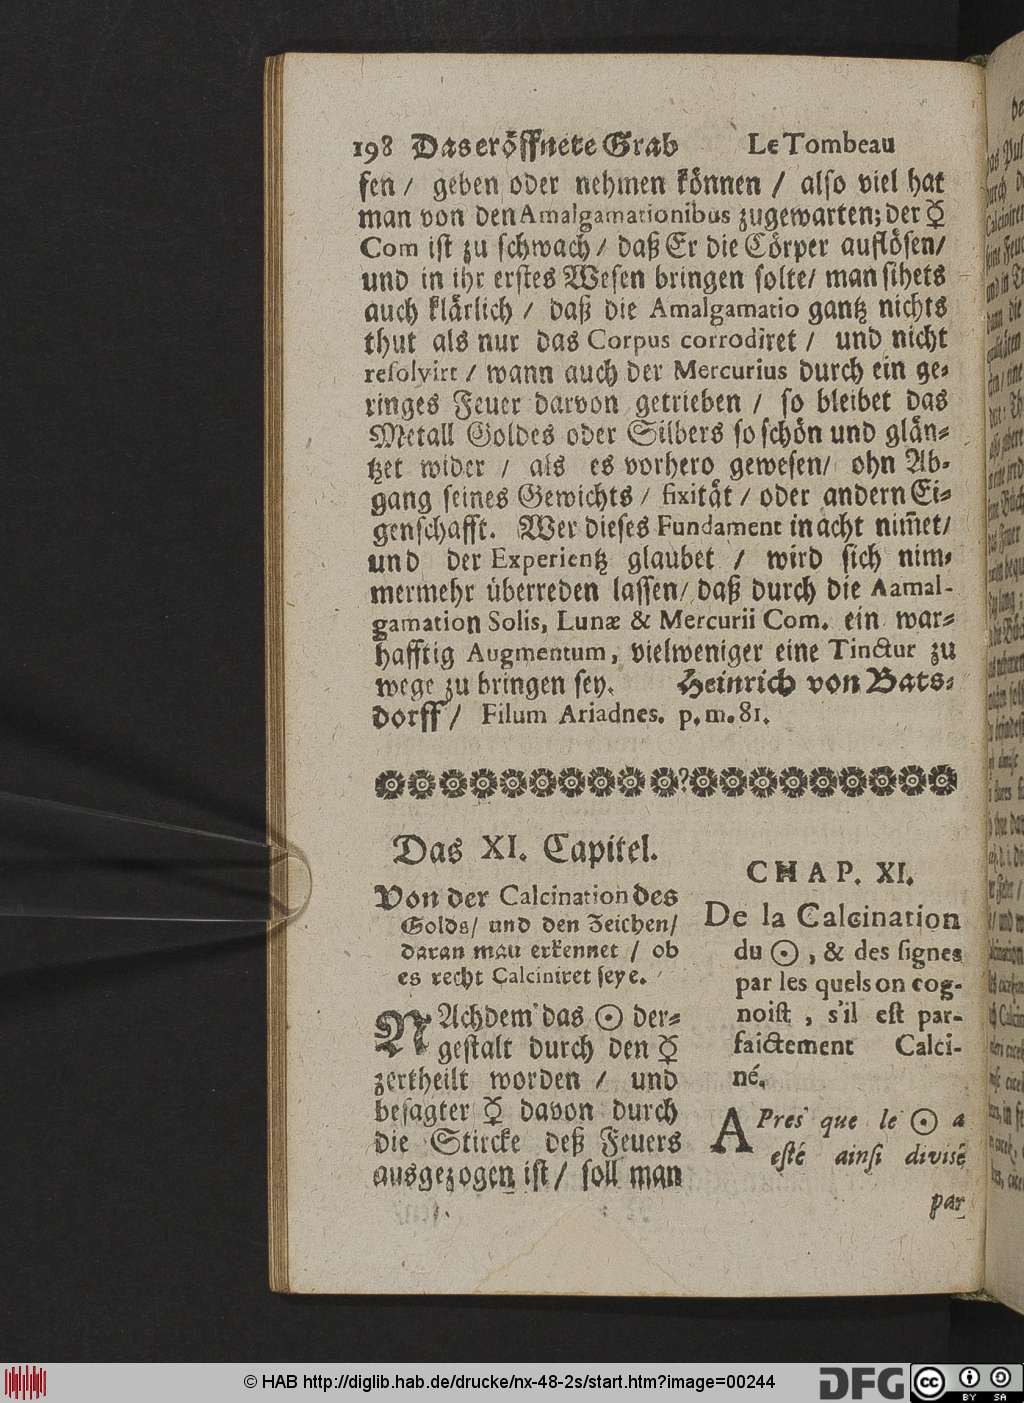 198 Das eröffnete Grab Le Tombeau
fen / geben oder nehmen können / also viel hat
man von den Amalgamationibus zugewarten; der ☿
Com ist zu schwach / daß Er die Cörper auflösen /
und in ihr erstes Wesen bringen solte / man sihets
auch klärlich / daß die Amalgamatio gantz nichts
thut als nur das Corpus corrodiret / und nicht
resolvirt / wann auch der Mercurius durch ein ge-
ringes Feuer darvon getrieben / so bleibet das
Metall Goldes oder Silbers so schön und glän-
tzet wider / als es vorhero gewesen / ohn Ab-
gang seines Gewichts / fixität / oder andern Ei-
genschafft. Wer dieses Fundament in acht nim̄et /
und der Experientz glaubet / wird sich nim-
mermehr überreden lassen / daß durch die Aamal-
gamation Solis, Lunæ & Mercurii Com. ein war-
hafftig Augmentum, vielweniger eine Tinctur zu
wege zu bringen sey. Heinrich von Bats-
dorff / Filum Ariadnes. p. m. 81.
Das XI. Capitel.
Von der Calcination des
Golds / und den Zeichen /
daran mau erkennet / ob
es recht Calciniret seye.
NAchdem das ☉ der-
gestalt durch den ☿
zertheilt worden / und
besagter ☿ davon durch
die Stircke deß Feuers
ausgezogen ist / soll man
CHAP. XI.
De la Calcination
du ☉, & des signes
par les quels on cog-
noist, s'il est par-
faictement Calci-
né.
APres que le ☉ a
esté ainsi divisé
par
© HAB http://diglib.hab.de/drucke/nx-48-2s/start.htm?image=00244
DFG
cc
BY SA